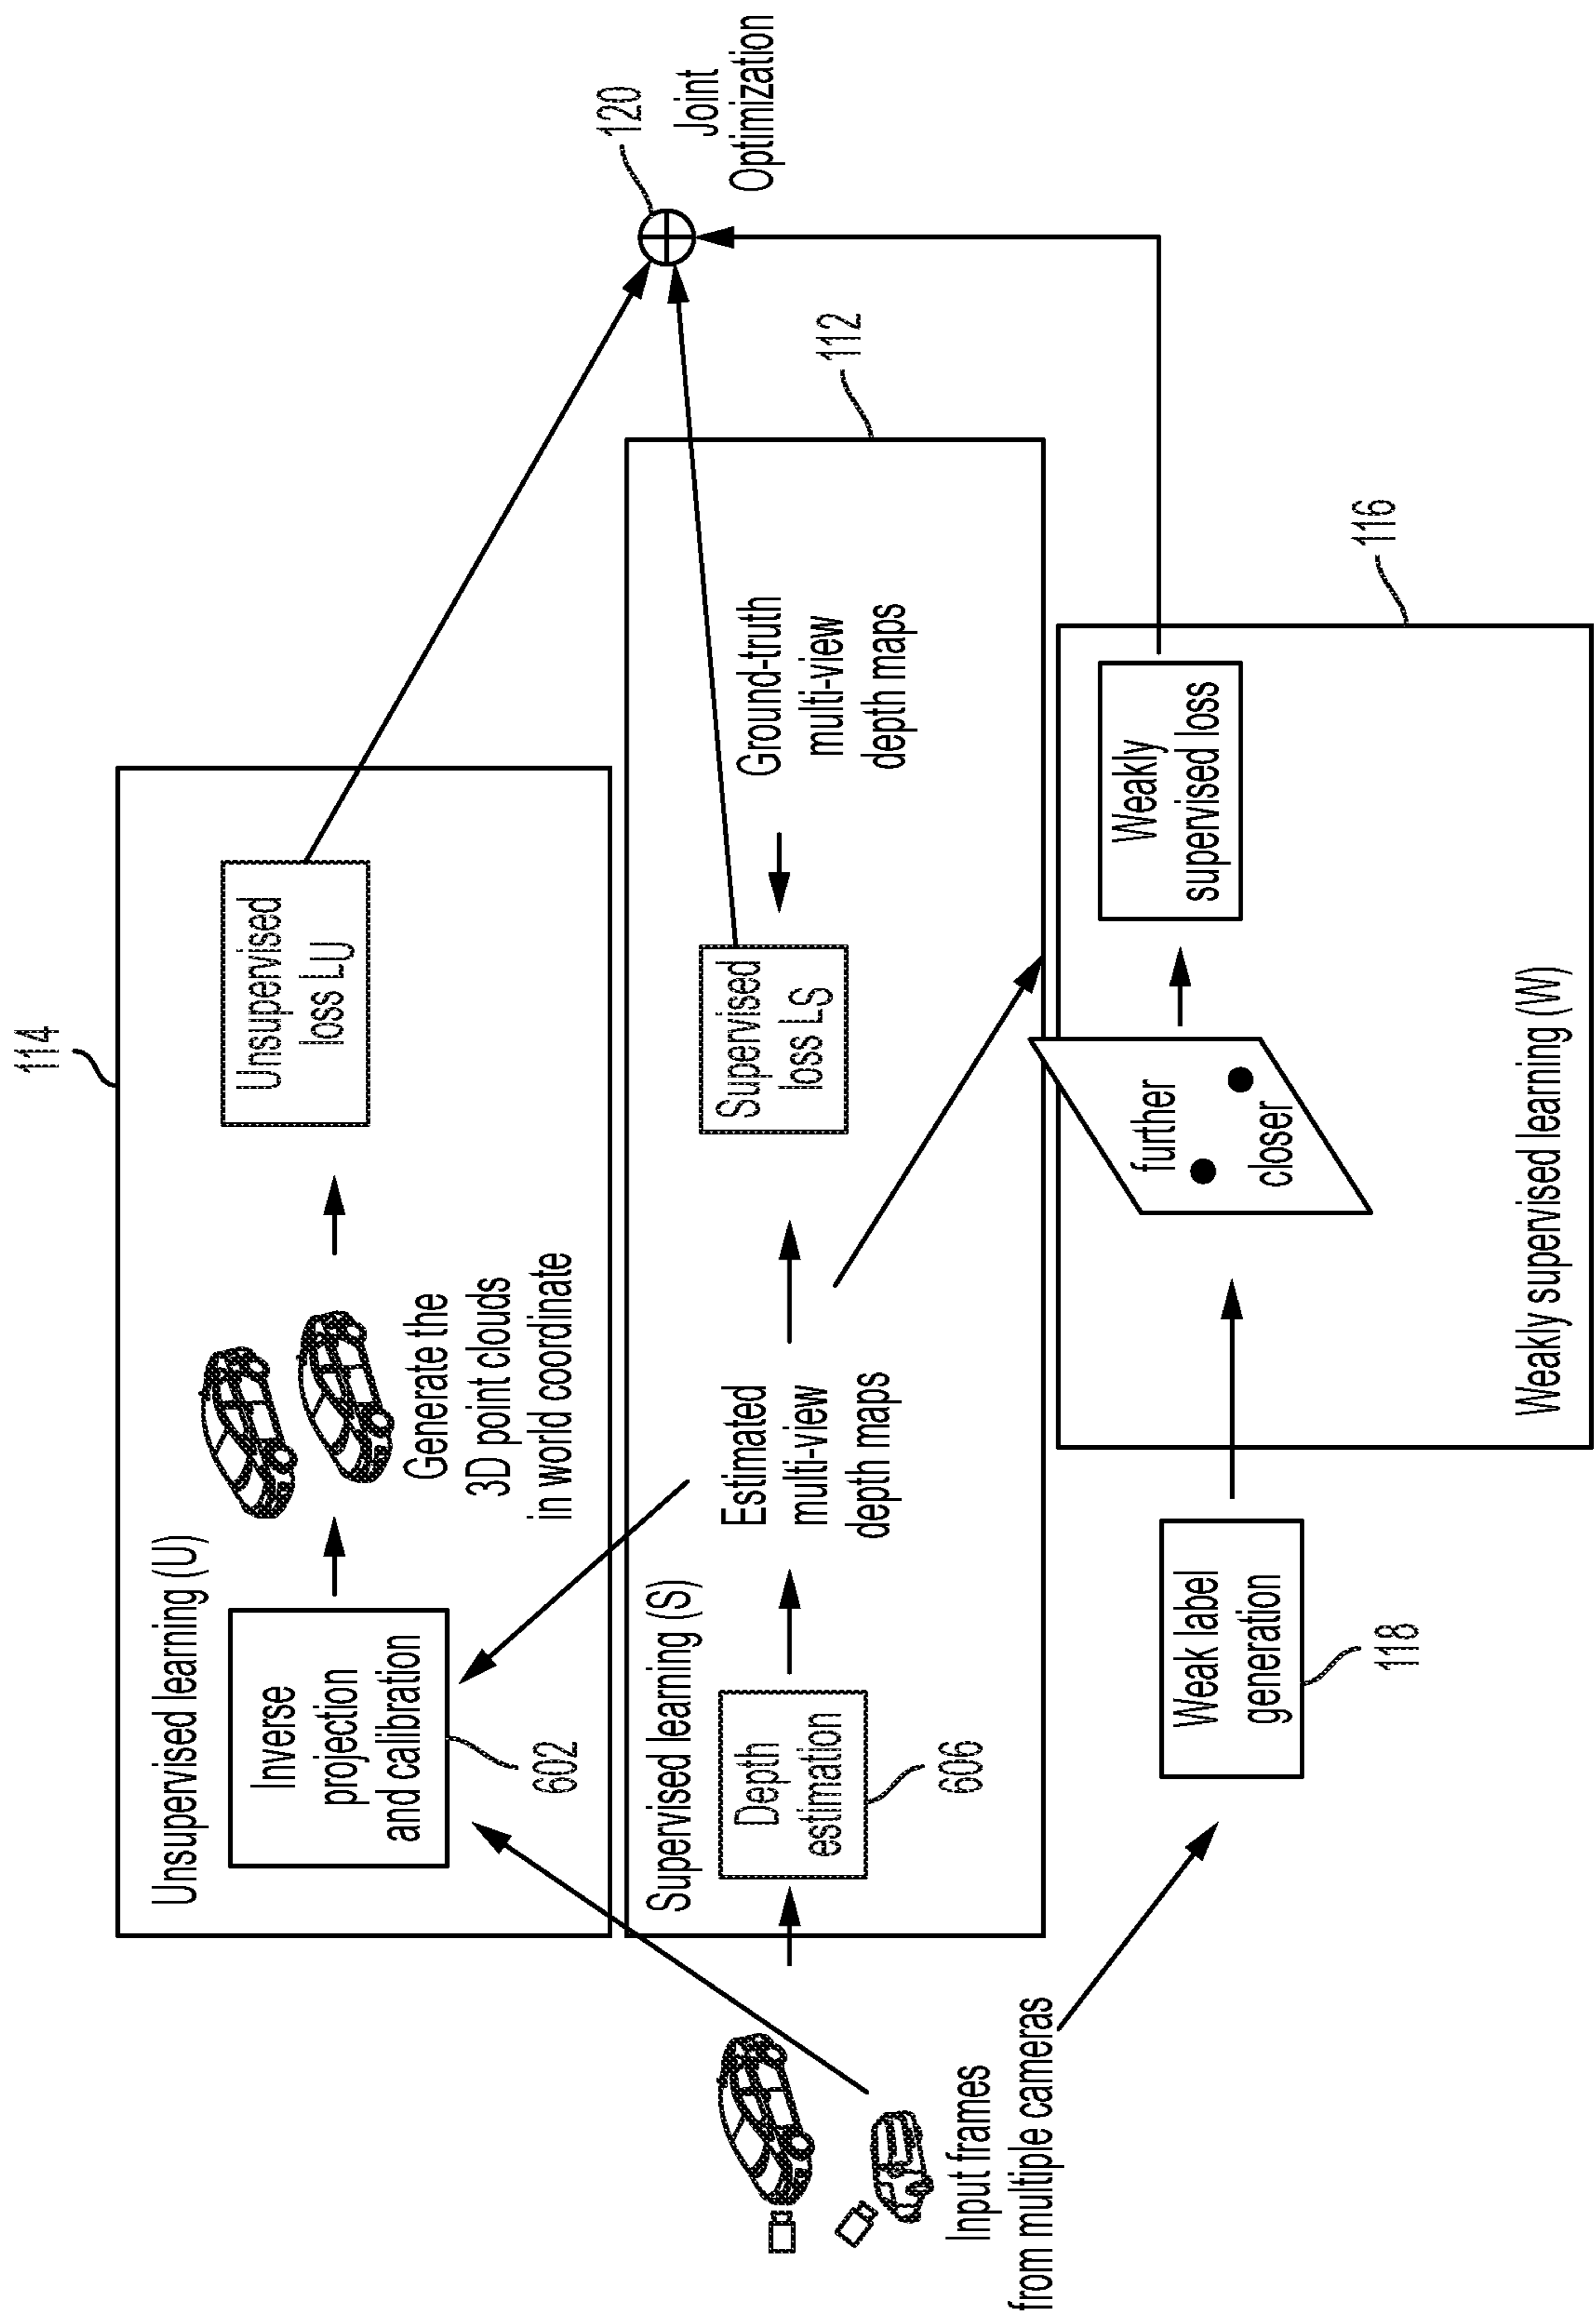 114
Unsupervised learning (U)
Inverse
projection
and calibration
602
Generate the
3D point clouds
in world coordinate
Unsupervised
loss LU
120
Joint
Optimization
Input frames
from multiple cameras
Supervised learning (S)
Depth
estimation
606
Estimated
multi-view
depth maps
Supervised
loss LS
Ground-truth
multi-view
depth maps
112
Weak label
generation
118
further
closer
Weakly
supervised loss
116
Weakly supervised learning (W)